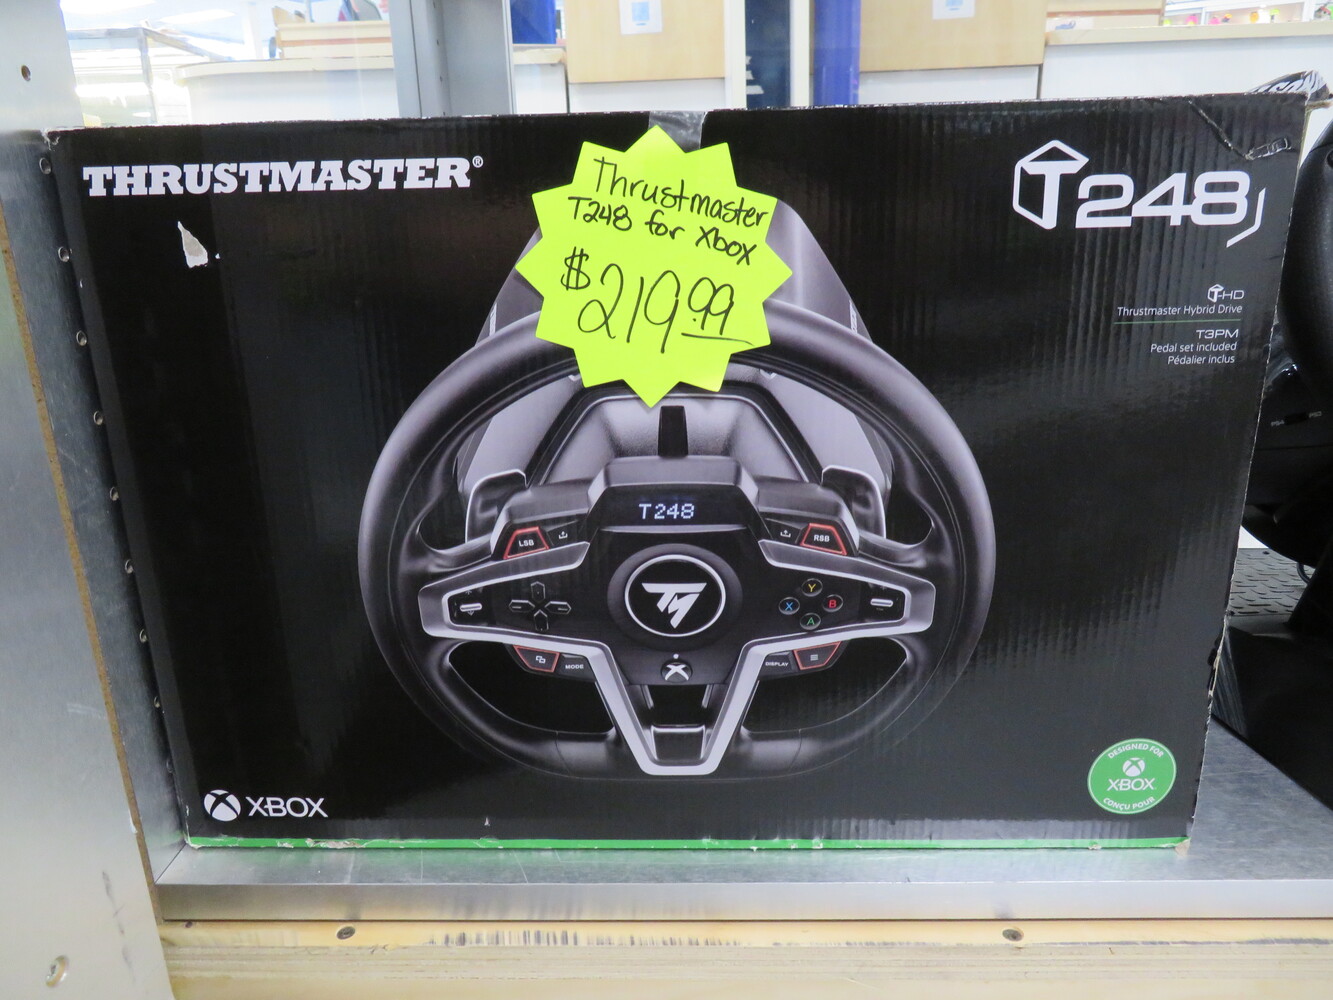 THRUSTMASTER®
Thrustmaster
T248 for Xbox
$219.99
T248
T-HD
Thrustmaster Hybrid Drive
T3PM
Pedal set included
Pédalier inclus
T248
LSB
RSB
Y
X
B
A
MODE
DISPLAY
XBOX
DESIGNED FOR
XBOX
CONÇU POUR